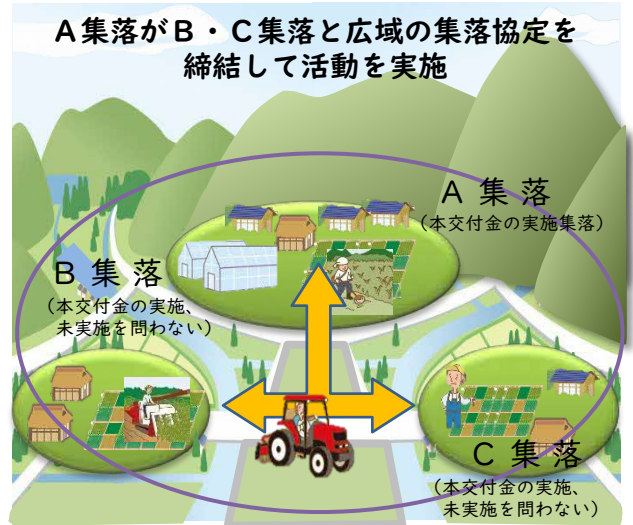 A集落がB・C集落と広域の集落協定を
締結して活動を実施
A 集 落
（本交付金の実施集落）
B 集 落
（本交付金の実施、
未実施を問わない）
C 集 落
（本交付金の実施、
未実施を問わない）